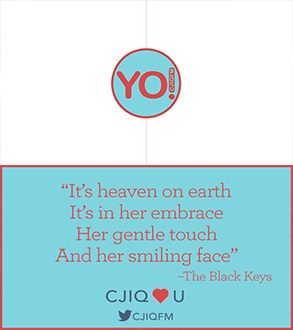 YO!
CJIQFM
“It's heaven on earth
It's in her embrace
Her gentle touch
And her smiling face”
–The Black Keys
CJIQ ♥ U
CJIQFM